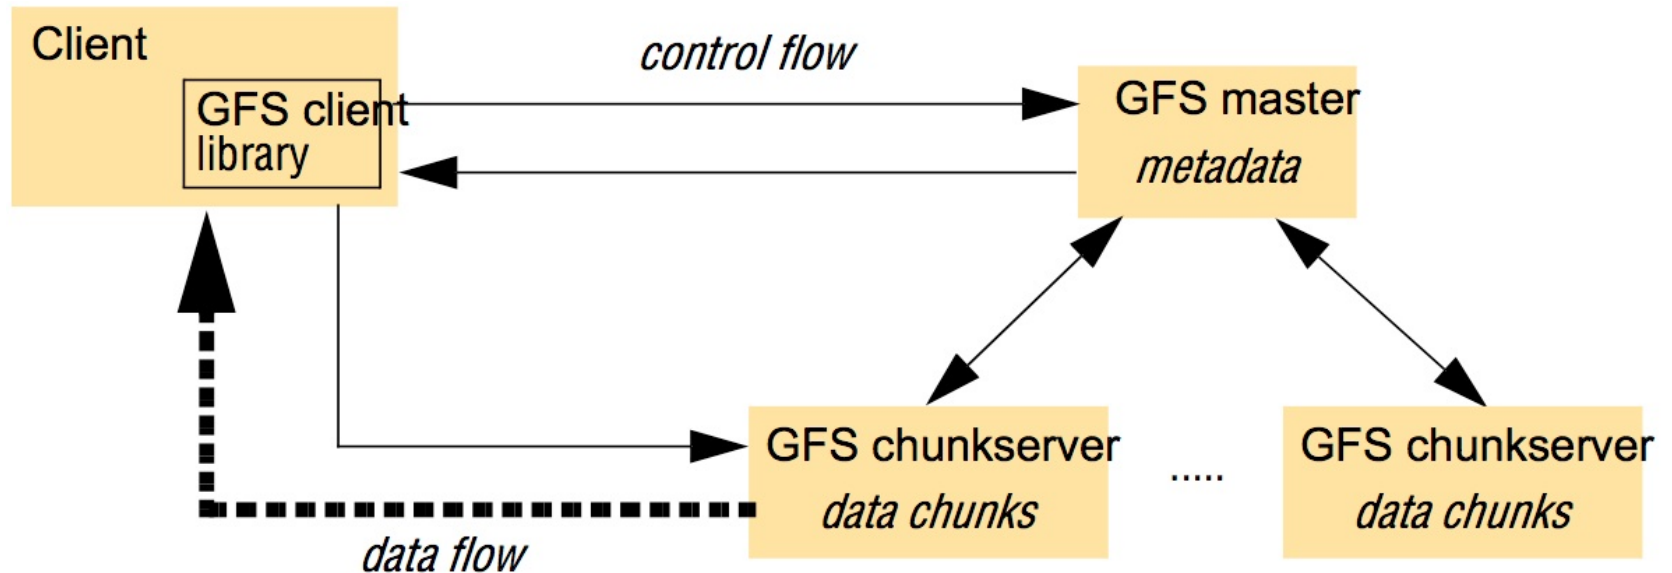 Client
GFS client
library
control flow
GFS master
metadata
GFS chunkserver
data chunks
.....
GFS chunkserver
data chunks
data flow